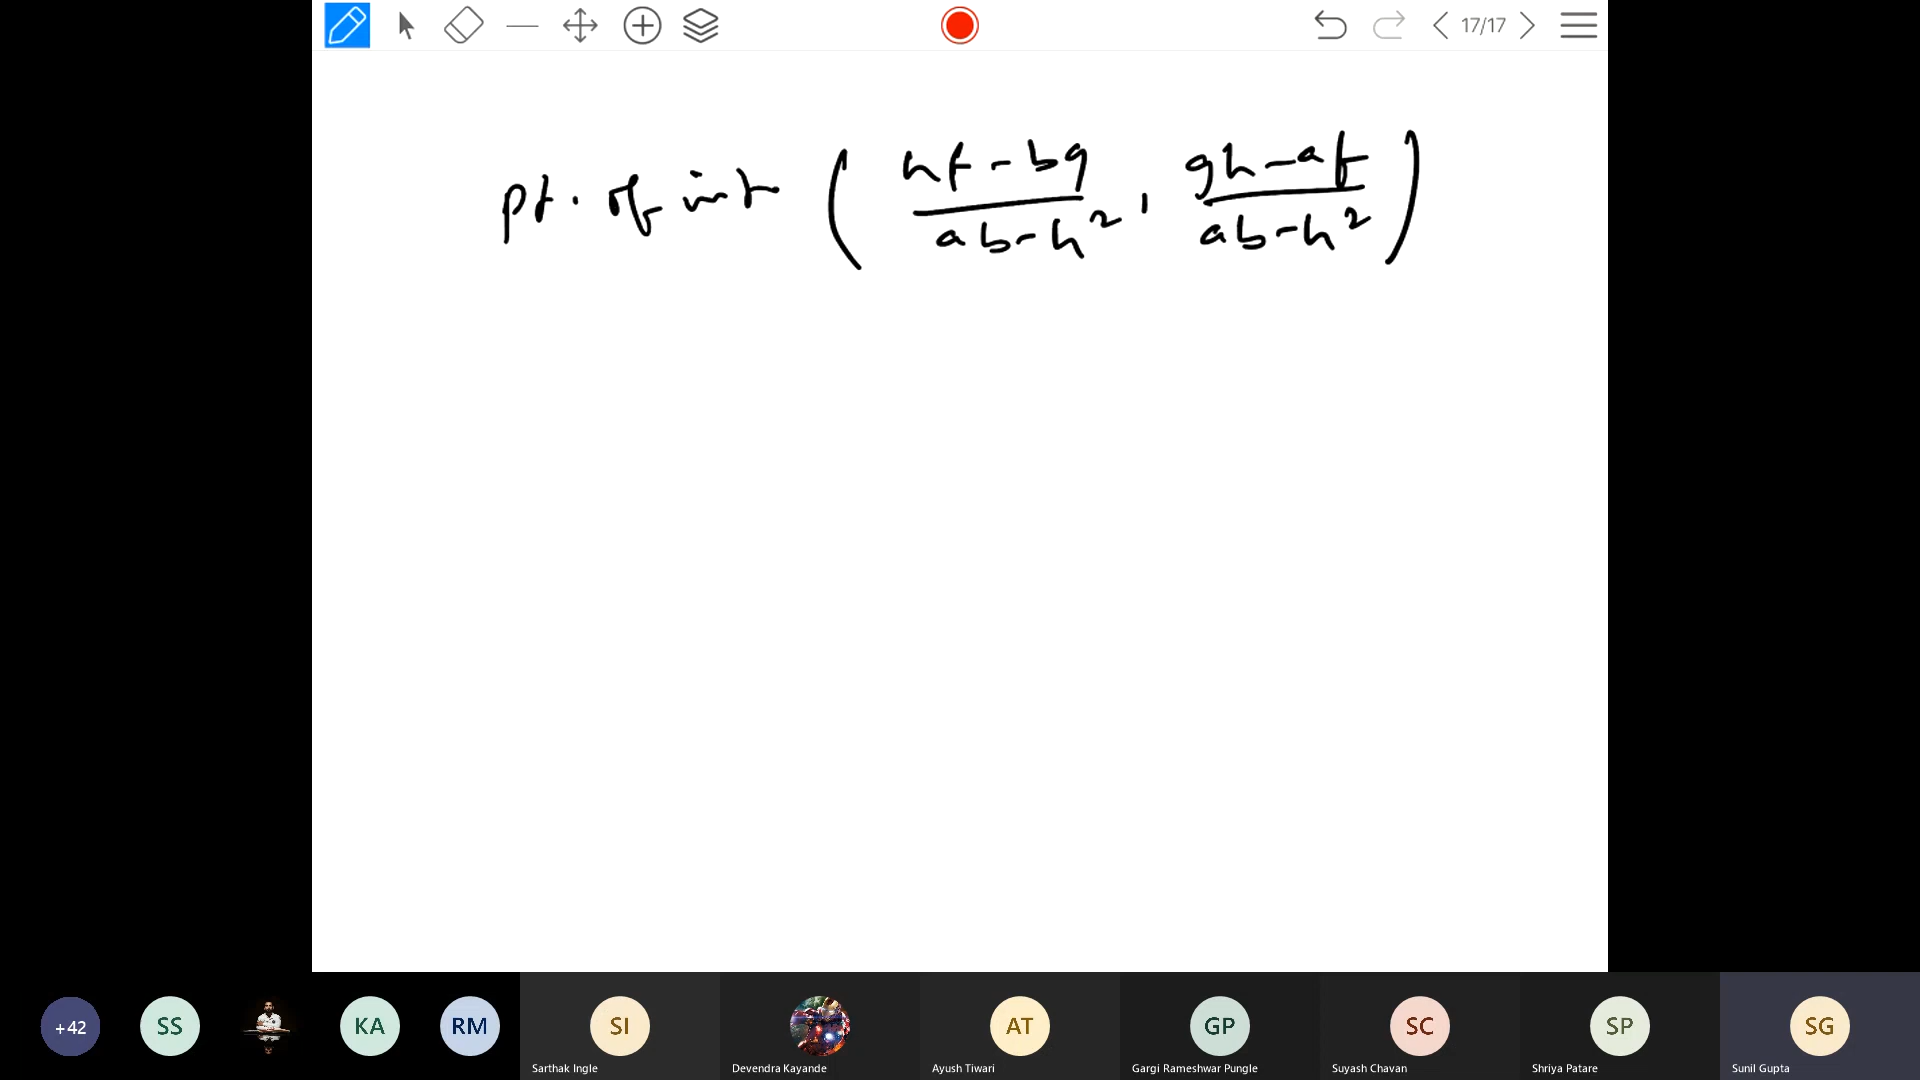 17/17
pt. of int ( hf - bg / ab - h² , gh - af / ab - h² )
+42 SS KA RM SI AT GP SC SP SG
Sarthak Ingle Devendra Kayande Ayush Tiwari Gargi Rameshwar Pungle Suyash Chavan Shriya Patare Sunil Gupta